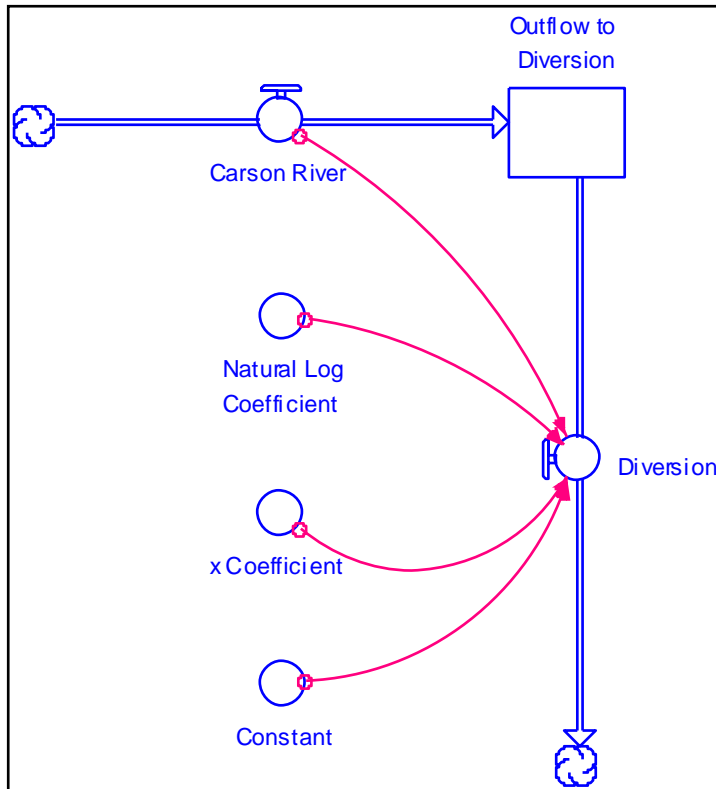 Outflow to
Diversion
Carson River
Natural Log
Coefficient
Diversion
x Coefficient
Constant